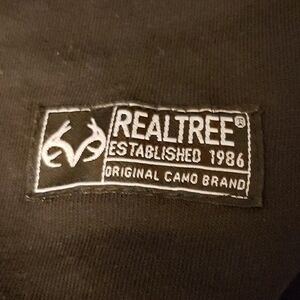 REALTREE®
ESTABLISHED 1986
ORIGINAL CAMO BRAND